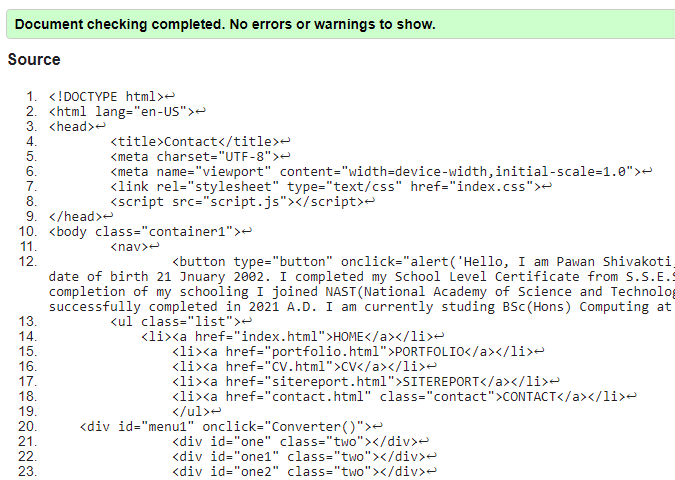 Document checking completed. No errors or warnings to show.
Source
1. <!DOCTYPE html>↩
2. <html lang="en-US">↩
3. <head>↩
4. <title>Contact</title>↩
5. <meta charset="UTF-8">↩
6. <meta name="viewport" content="width=device-width,initial-scale=1.0">↩
7. <link rel="stylesheet" type="text/css" href="index.css">↩
8. <script src="script.js"></script>↩
9. </head>↩
10. <body class="container1">↩
11. <nav>↩
12. <button type="button" onclick="alert('Hello, I am Pawan Shivakoti,
date of birth 21 Jnuary 2002. I completed my School Level Certificate from S.S.E.S
completion of my schooling I joined NAST(National Academy of Science and Technolog
successfully completed in 2021 A.D. I am currently studing BSc(Hons) Computing at
13. <ul class="list">↩
14. <li><a href="index.html">HOME</a></li>↩
15. <li><a href="portfolio.html">PORTFOLIO</a></li>↩
16. <li><a href="CV.html">CV</a></li>↩
17. <li><a href="sitereport.html">SITEREPORT</a></li>↩
18. <li><a href="contact.html" class="contact">CONTACT</a></li>↩
19. </ul>↩
20. <div id="menu1" onclick="Converter()">↩
21. <div id="one" class="two"></div>↩
22. <div id="one1" class="two"></div>↩
23. <div id="one2" class="two"></div>↩